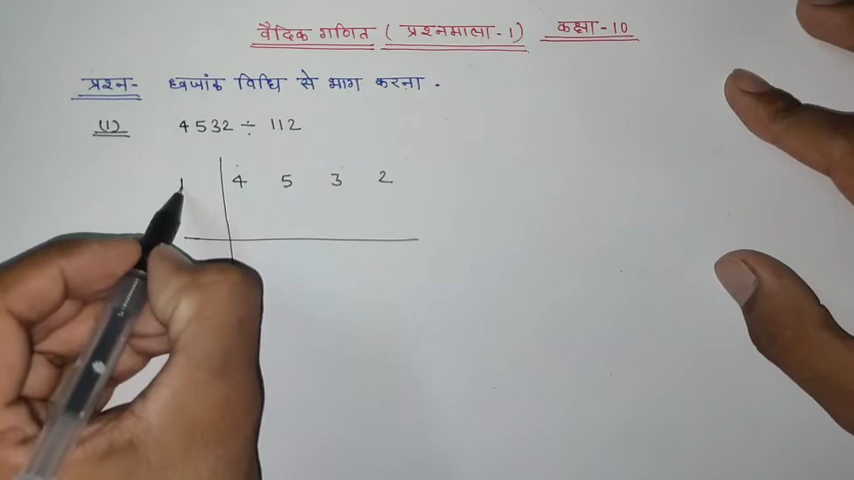 वैदिक गणित ( प्रश्नमाला - 1 ) कक्षा - 10
प्रश्न- ध्वजांक विधि से भाग करना .
(1) 4532 ÷ 112
1 4 5 3 2